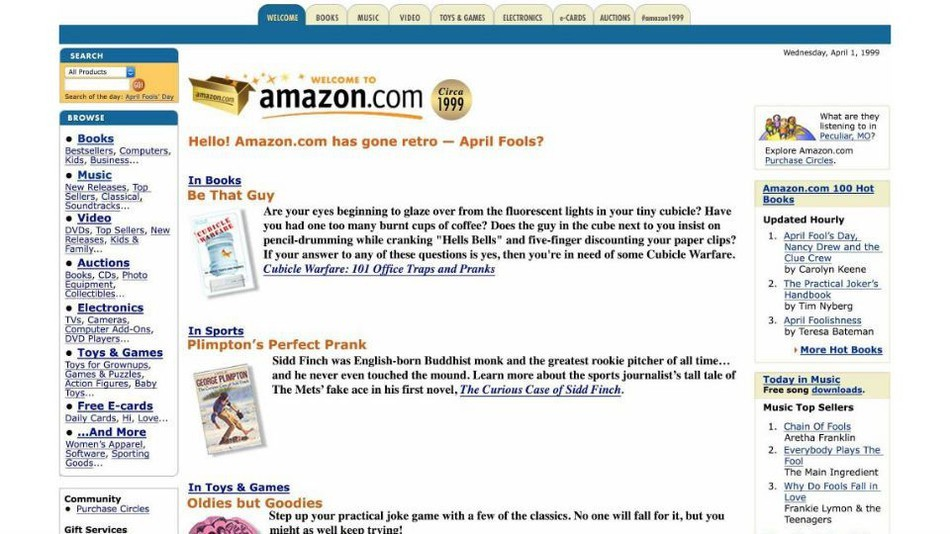 WELCOME
BOOKS
MUSIC
VIDEO
TOYS & GAMES
ELECTRONICS
e-CARDS
AUCTIONS
#amazon1999
Wednesday, April 1, 1999
SEARCH
All Products
GO!
Search of the day: April Fools' Day
BROWSE
Books
Bestsellers, Computers,
Kids, Business...
Music
New Releases, Top
Sellers, Classical,
Soundtracks...
Video
DVDs, Top Sellers, New
Releases, Kids &
Family...
Auctions
Books, CDs, Photo
Equipment,
Collectibles...
Electronics
TVs, Cameras,
Computer Add-Ons,
DVD Players...
Toys & Games
Toys for Grownups,
Games & Puzzles,
Action Figures, Baby
Toys...
Free E-cards
Daily Cards, Hi, Love...
...And More
Women's Apparel,
Software, Sporting
Goods...
Community
Purchase Circles
Gift Services
amazon.com
WELCOME TO
amazon.com
Circa
1999
Hello! Amazon.com has gone retro — April Fools?
In Books
Be That Guy
CUBICLE
WARFARE
Are your eyes beginning to glaze over from the fluorescent lights in your tiny cubicle? Have
you had one too many burnt cups of coffee? Does the guy in the cube next to you insist on
pencil-drumming while cranking "Hells Bells" and five-finger discounting your paper clips?
If your answer to any of these questions is yes, then you're in need of some Cubicle Warfare.
Cubicle Warfare: 101 Office Traps and Pranks
In Sports
Plimpton's Perfect Prank
GEORGE PLIMPTON
Sidd Finch was English-born Buddhist monk and the greatest rookie pitcher of all time...
and he never even touched the mound. Learn more about the sports journalist's tall tale of
The Mets' fake ace in his first novel, The Curious Case of Sidd Finch.
In Toys & Games
Oldies but Goodies
Step up your practical joke game with a few of the classics. No one will fall for it, but you
might as well keep trying!
What are they
listening to in
Peculiar, MO?
Explore Amazon.com
Purchase Circles.
Amazon.com 100 Hot
Books
Updated Hourly
1. April Fool's Day,
Nancy Drew and the
Clue Crew
by Carolyn Keene
2. The Practical Joker's
Handbook
by Tim Nyberg
3. April Foolishness
by Teresa Bateman
More Hot Books
Today in Music
Free song downloads.
Music Top Sellers
1. Chain Of Fools
Aretha Franklin
2. Everybody Plays The
Fool
The Main Ingredient
3. Why Do Fools Fall in
Love
Frankie Lymon & the
Teenagers